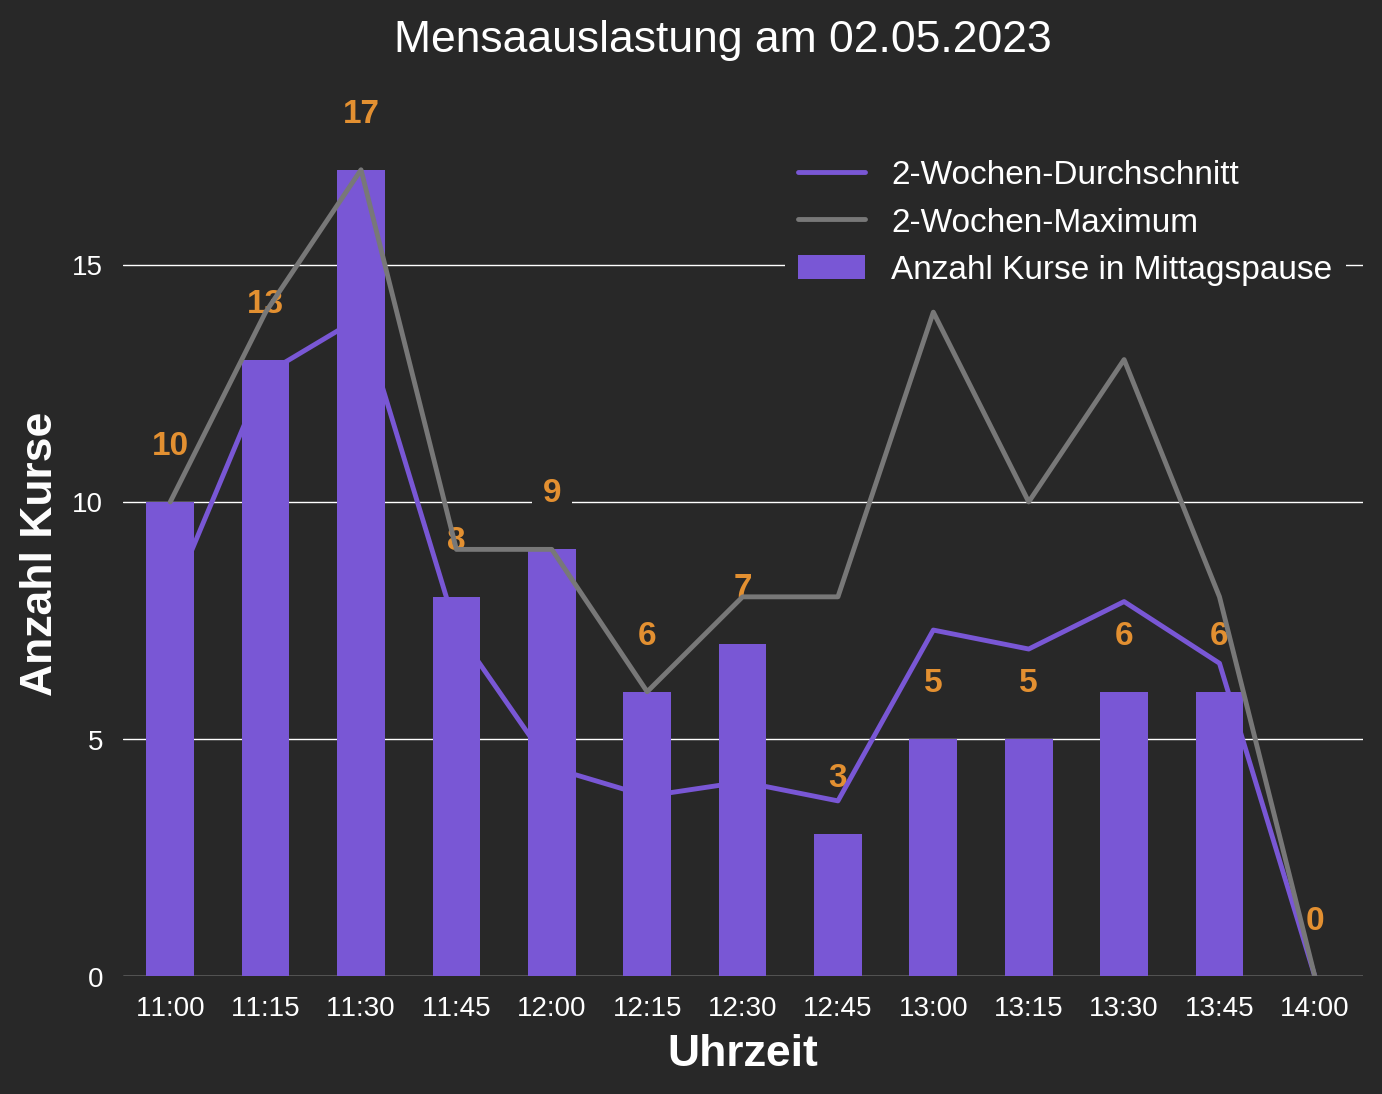 Mensaauslastung am 02.05.2023
17
2-Wochen-Durchschnitt
2-Wochen-Maximum
Anzahl Kurse in Mittagspause
15
13
10
10
9
8
7
6
6
6
5
5
5
3
0
0
Anzahl Kurse
11:00 11:15 11:30 11:45 12:00 12:15 12:30 12:45 13:00 13:15 13:30 13:45 14:00
Uhrzeit